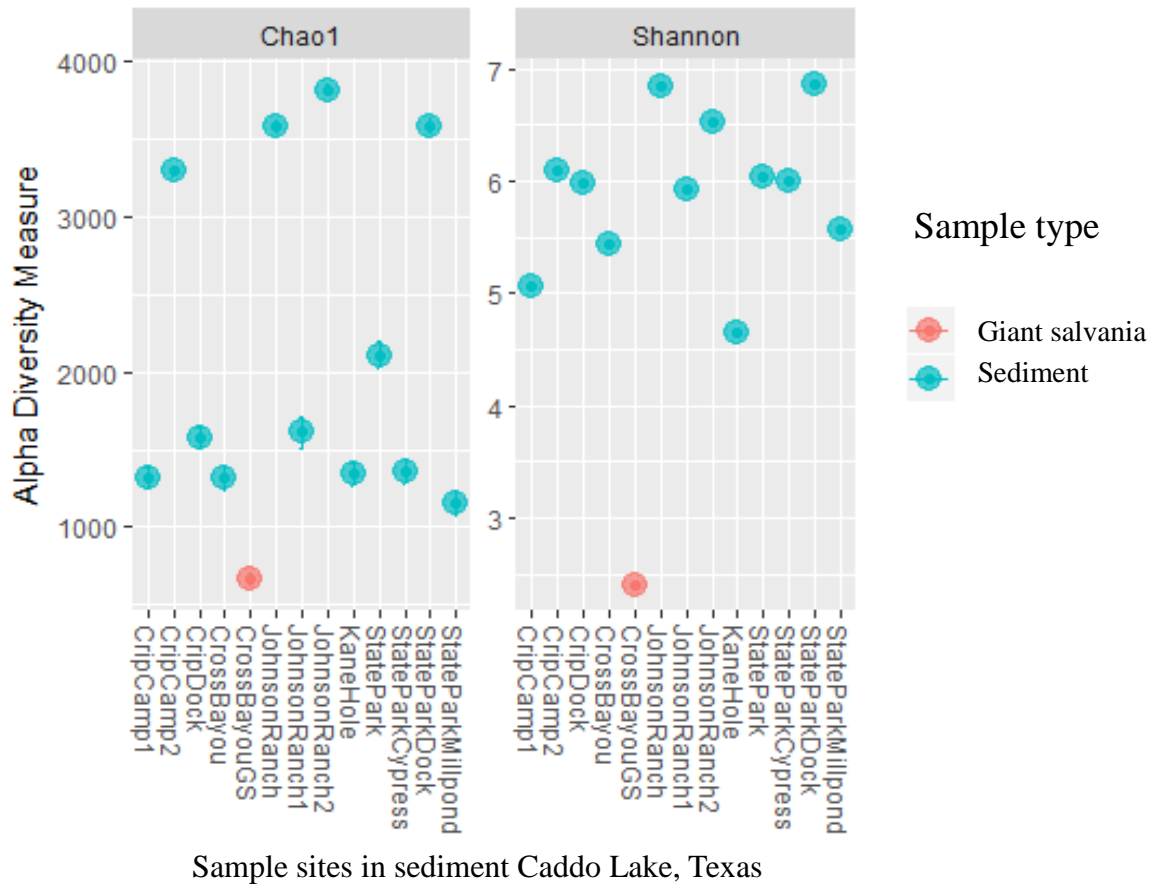 Chao1
Shannon
Alpha Diversity Measure
4000
3000
2000
1000
7
6
5
4
3
CripCamp1
CripCamp2
CripDock
CrossBayou
CrossBayouGS
JohnsonRanch
JohnsonRanch1
JohnsonRanch2
KaneHole
StatePark
StateParkCypress
StateParkDock
StateParkMillpond
CripCamp1
CripCamp2
CripDock
CrossBayou
CrossBayouGS
JohnsonRanch
JohnsonRanch1
JohnsonRanch2
KaneHole
StatePark
StateParkCypress
StateParkDock
StateParkMillpond
Sample sites in sediment Caddo Lake, Texas
Sample type
Giant salvania
Sediment